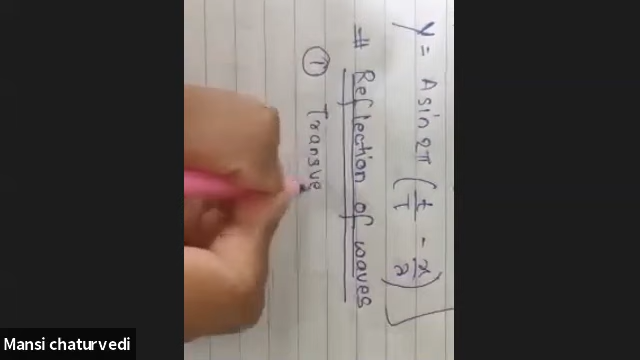 y = A sin 2π (t/T - x/λ)
# Reflection of waves
① Transve
Mansi chaturvedi